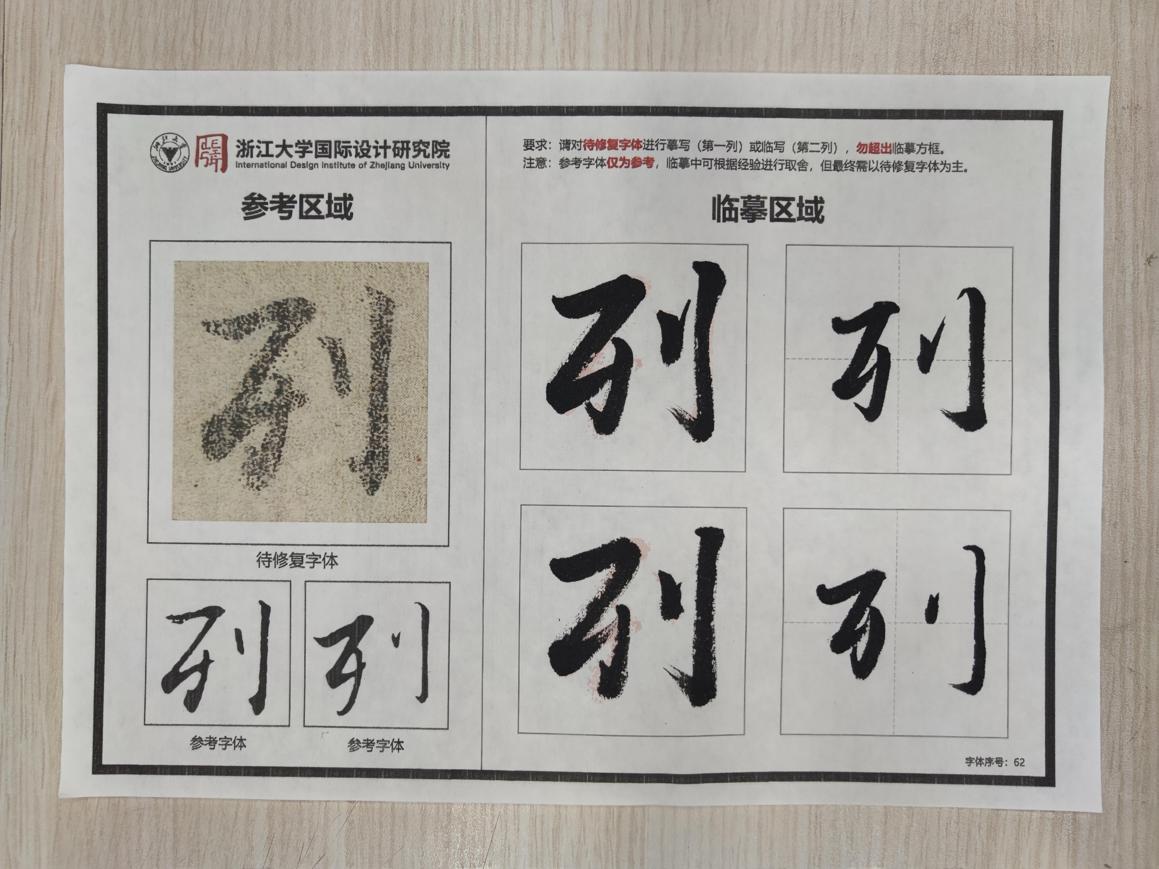 浙江大学国际设计研究院
International Design Institute of Zhejiang University
参考区域
列
待修复字体
列
列
参考字体
参考字体
要求：请对待修复字体进行摹写（第一列）或临写（第二列），勿超出临摹方框。
注意：参考字体仅为参考，临摹中可根据经验进行取舍，但最终需以待修复字体为主。
临摹区域
列
列
列
列
字体序号：62